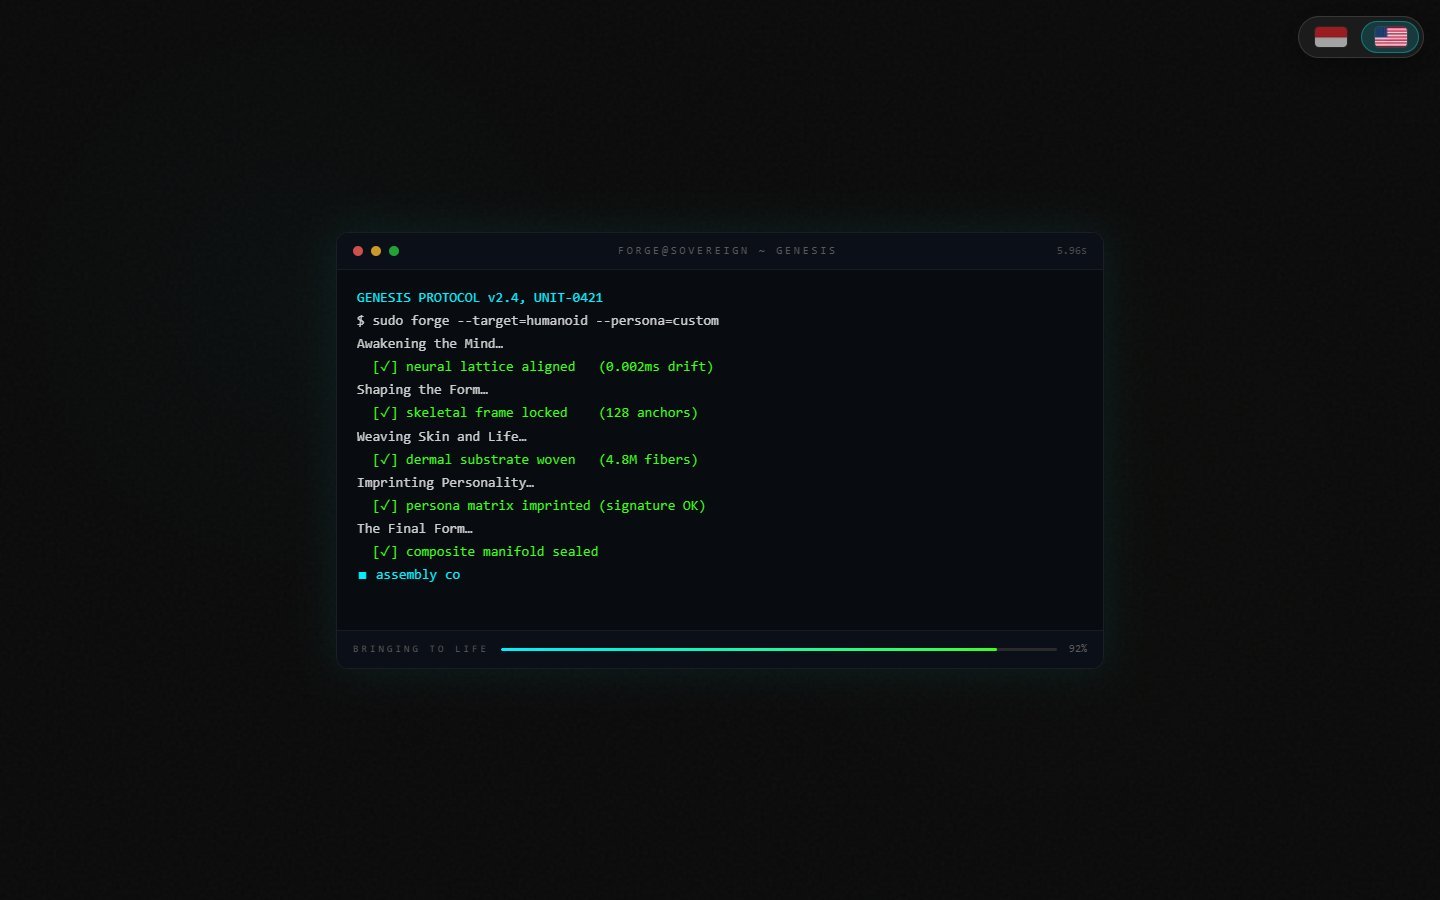 FORGE@SOVEREIGN ~ GENESIS
5.96s
GENESIS PROTOCOL v2.4, UNIT-0421
$ sudo forge --target=humanoid --persona=custom
Awakening the Mind…
[✓] neural lattice aligned (0.002ms drift)
Shaping the Form…
[✓] skeletal frame locked (128 anchors)
Weaving Skin and Life…
[✓] dermal substrate woven (4.8M fibers)
Imprinting Personality…
[✓] persona matrix imprinted (signature OK)
The Final Form…
[✓] composite manifold sealed
■ assembly co
BRINGING TO LIFE
92%